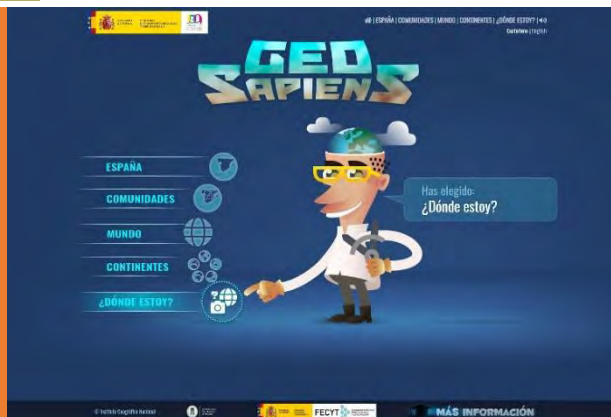 | ESPAÑA | COMUNIDADES | MUNDO | CONTINENTES | ¿DÓNDE ESTOY? |
Castellano | English
GEO
SAPIENS
ESPAÑA
COMUNIDADES
MUNDO
CONTINENTES
¿DÓNDE ESTOY?
Has elegido:
¿Dónde estoy?
© Instituto Geográfico Nacional
FECYT
MÁS INFORMACIÓN